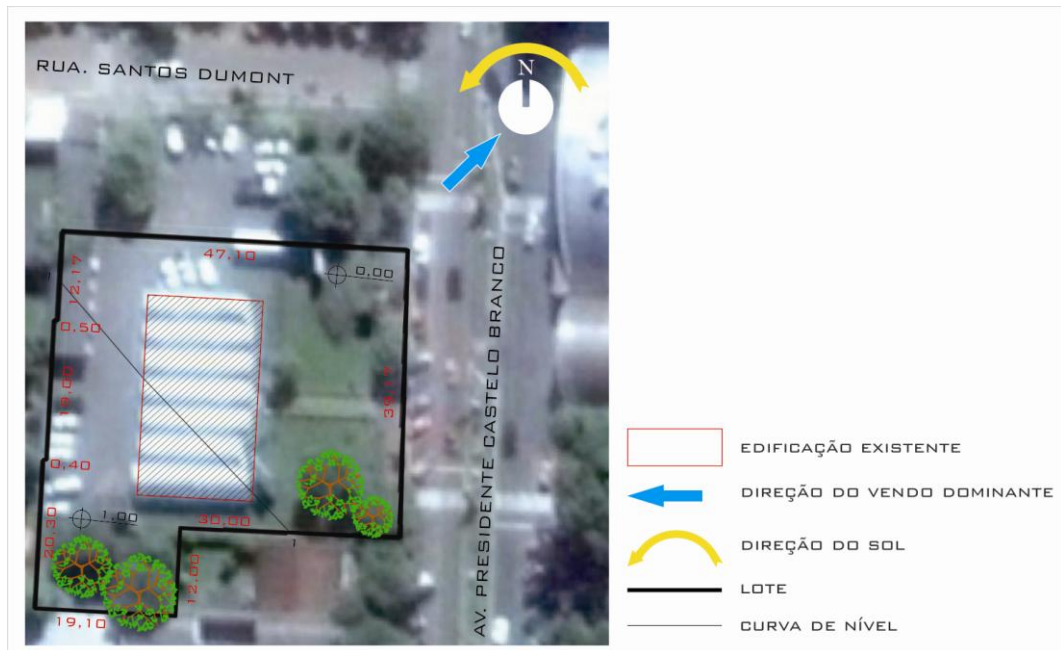 RUA. SANTOS DUMONT
N
47,10
0,00
12,17
1
0,50
19,00
39,17
AV. PRESIDENTE CASTELO BRANCO
0,40
1,00
30,00
1
20,30
12,00
19,10
EDIFICAÇÃO EXISTENTE
DIREÇÃO DO VENDO DOMINANTE
DIREÇÃO DO SOL
LOTE
CURVA DE NÍVEL